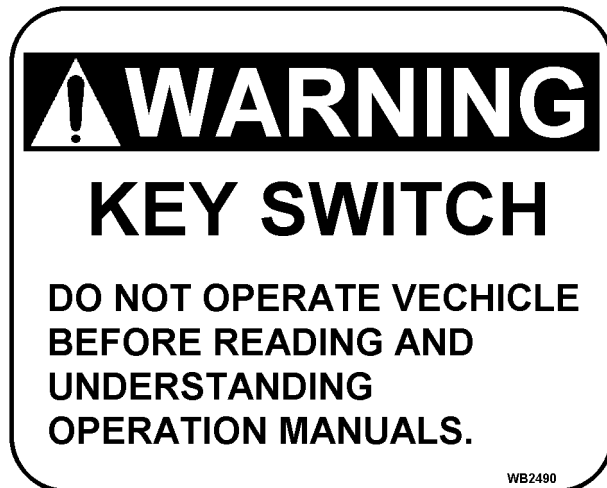 WARNING
KEY SWITCH
DO NOT OPERATE VECHICLE
BEFORE READING AND
UNDERSTANDING
OPERATION MANUALS.
WB2490